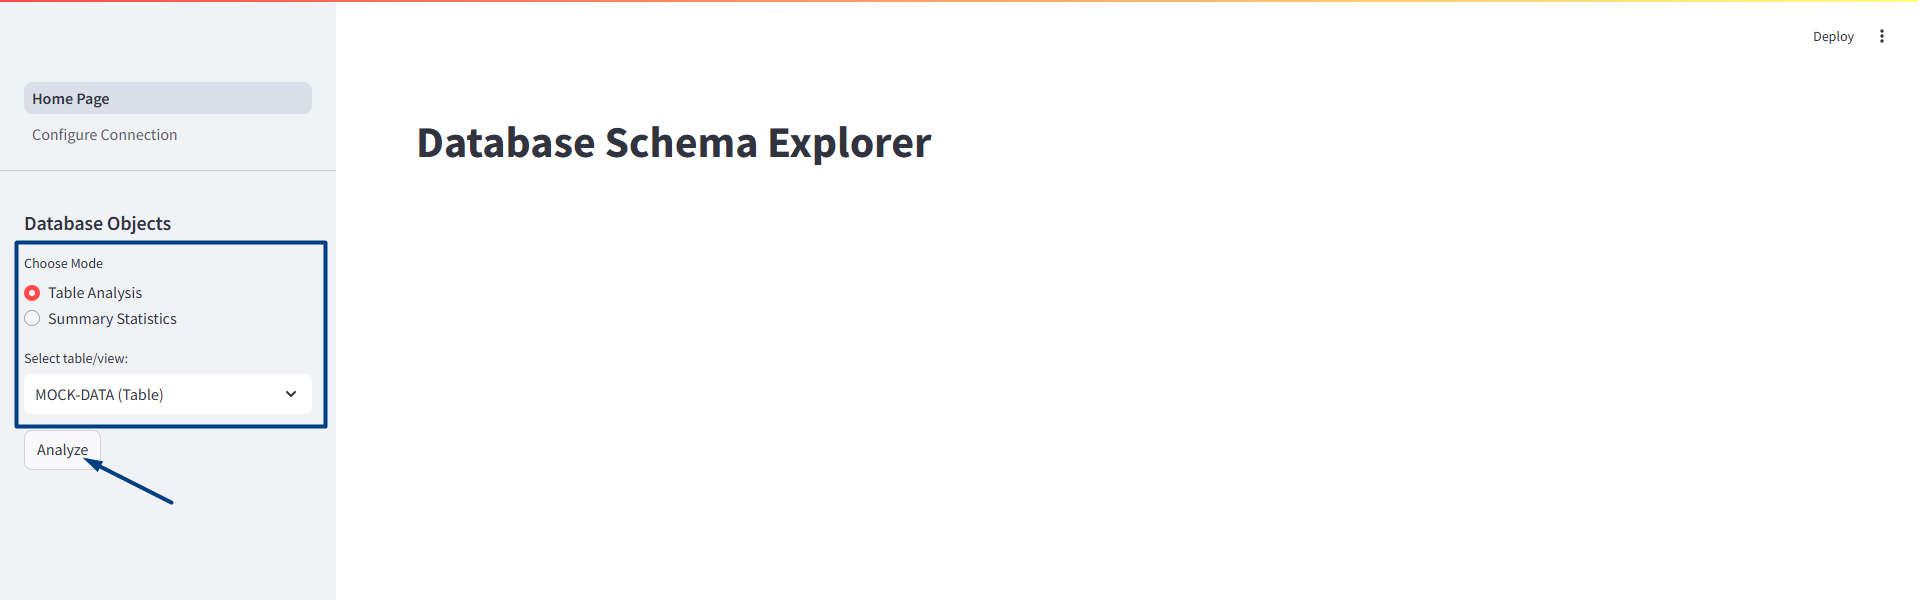 Deploy
Home Page
Configure Connection
Database Schema Explorer
Database Objects
Choose Mode
Table Analysis
Summary Statistics
Select table/view:
MOCK-DATA (Table)
Analyze